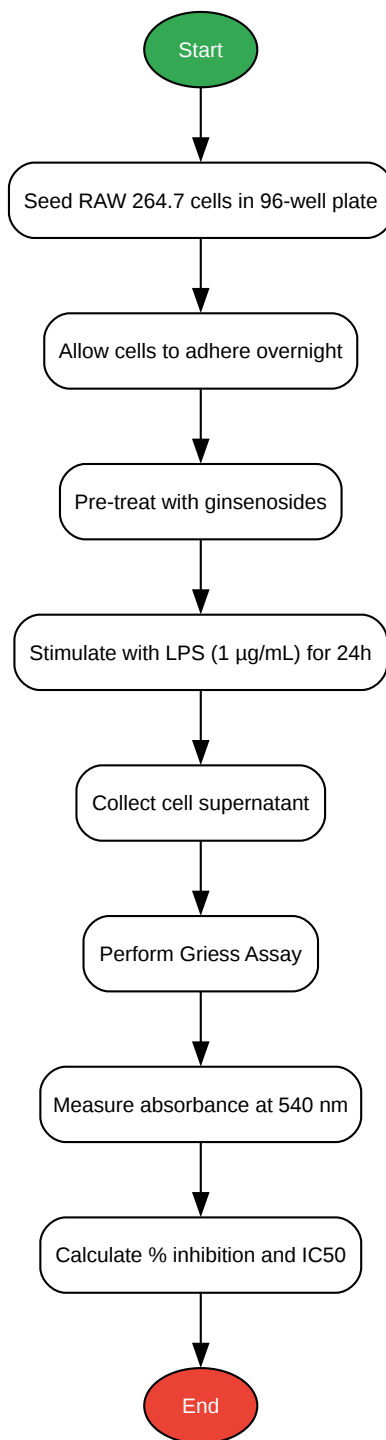 Start
Seed RAW 264.7 cells in 96-well plate
Allow cells to adhere overnight
Pre-treat with ginsenosides
Stimulate with LPS (1 µg/mL) for 24h
Collect cell supernatant
Perform Griess Assay
Measure absorbance at 540 nm
Calculate % inhibition and IC50
End